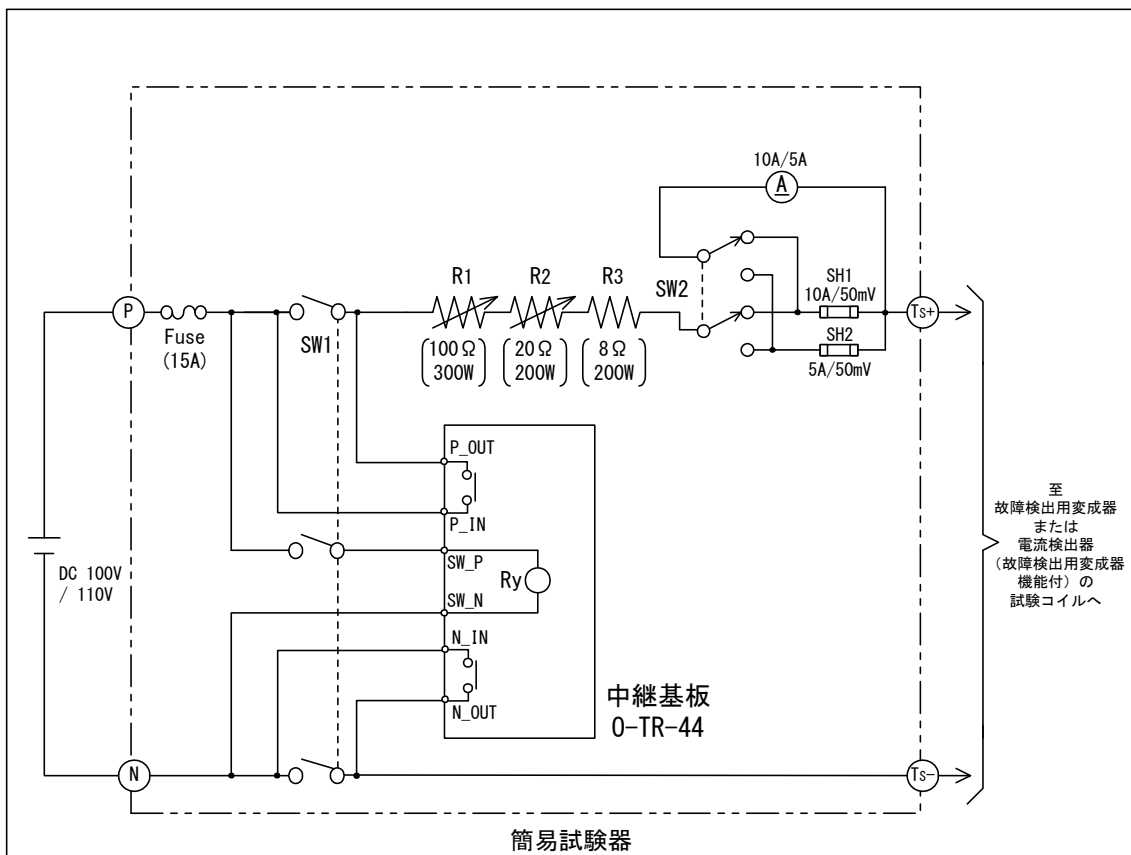 10A/5A
A
R1
R2
R3
SW2
SH1
10A/50mV
P
Fuse
(15A)
SW1
100Ω
300W
20Ω
200W
8Ω
200W
SH2
5A/50mV
Ts+
P_OUT
P_IN
SW_P
Ry
SW_N
N_IN
N_OUT
DC 100V
/ 110V
中継基板
O-TR-44
至
故障検出用変成器
または
電流検出器
(故障検出用変成器
機能付)の
試験コイルへ
N
Ts-
簡易試験器